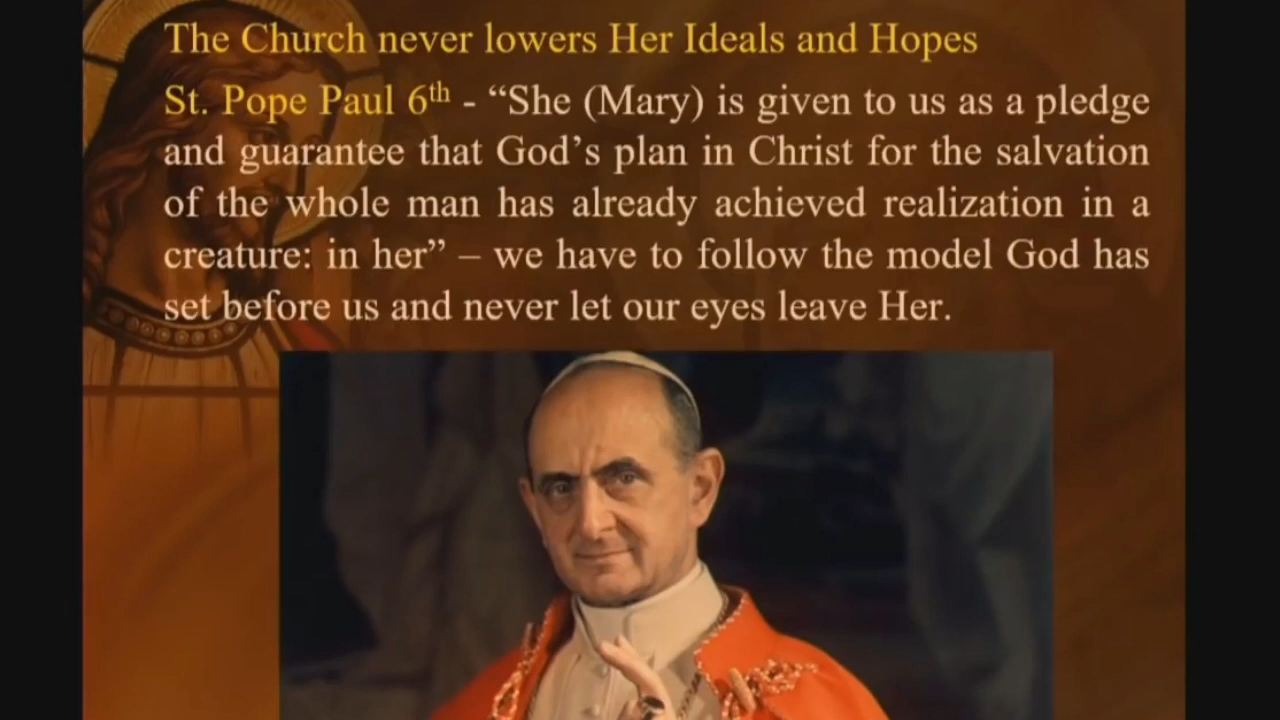 The Church never lowers Her Ideals and Hopes
St. Pope Paul 6th - “She (Mary) is given to us as a pledge
and guarantee that God’s plan in Christ for the salvation
of the whole man has already achieved realization in a
creature: in her” – we have to follow the model God has
set before us and never let our eyes leave Her.